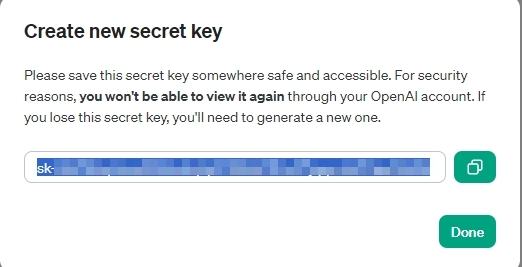 Create new secret key
Please save this secret key somewhere safe and accessible. For security
reasons, you won't be able to view it again through your OpenAI account. If
you lose this secret key, you'll need to generate a new one.
sk-
Done